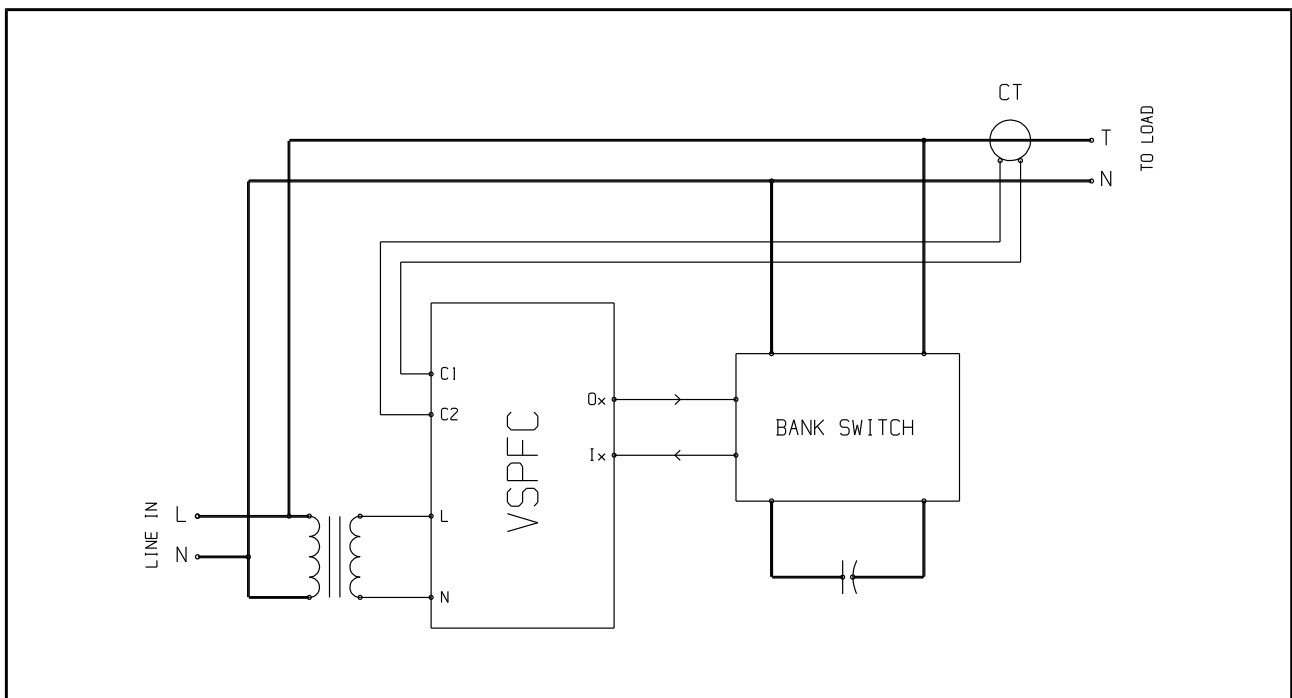 CT
T
N
TO LOAD
C1
C2
Ox
Ix
VSPFC
BANK SWITCH
LINE IN
L
N
L
N